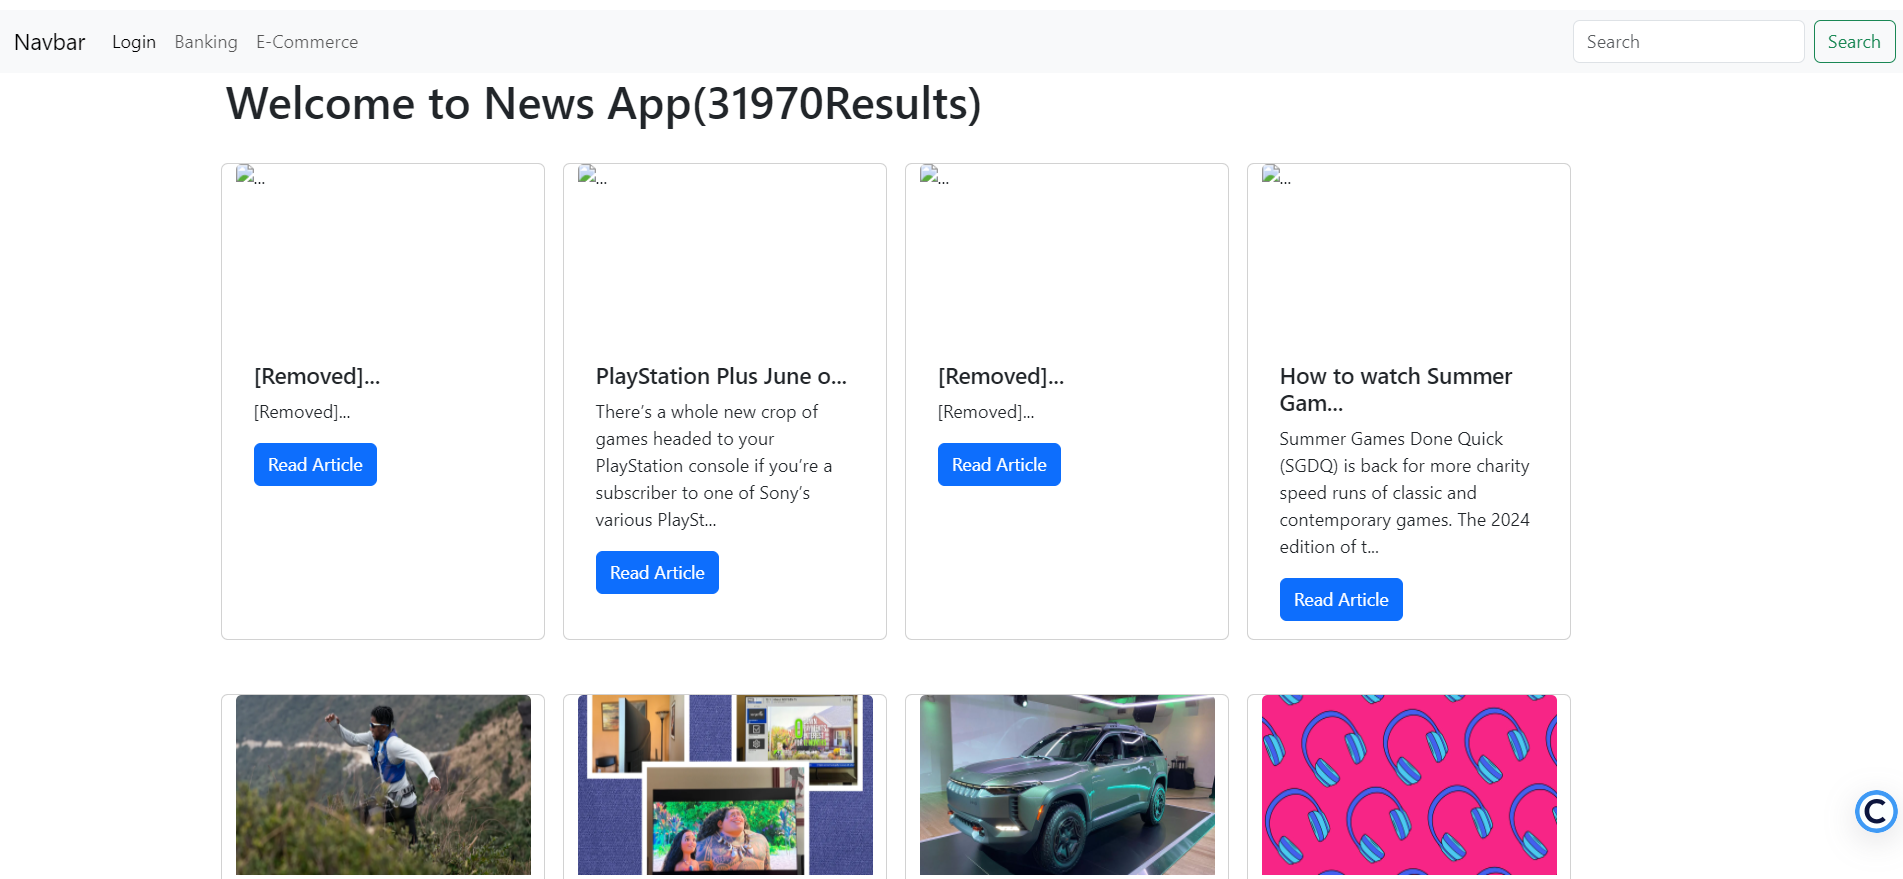 Navbar Login Banking E-Commerce Search Search
Welcome to News App(31970Results)
...
[Removed]...
[Removed]...
Read Article
...
PlayStation Plus June o...
There’s a whole new crop of
games headed to your
PlayStation console if you’re a
subscriber to one of Sony’s
various PlaySt...
Read Article
...
[Removed]...
[Removed]...
Read Article
...
How to watch Summer
Gam...
Summer Games Done Quick
(SGDQ) is back for more charity
speed runs of classic and
contemporary games. The 2024
edition of t...
Read Article